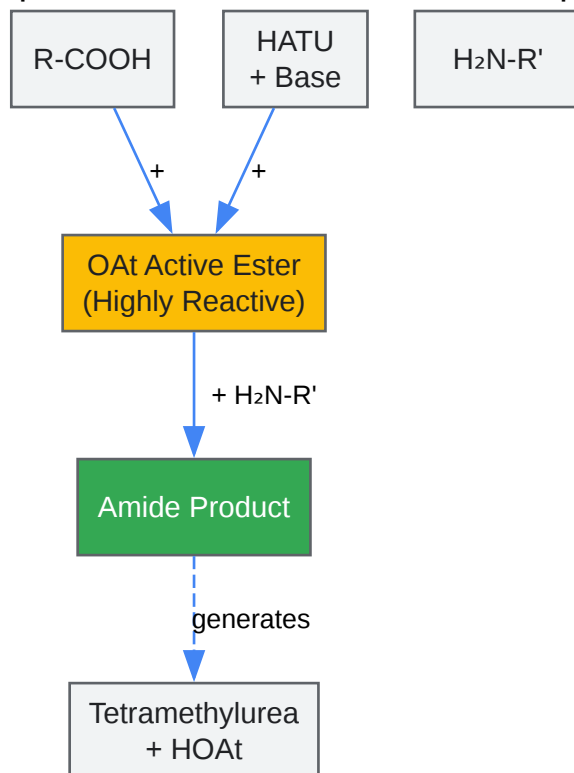 R-COOH
HATU
+ Base
H₂N-R'
+
+
OAt Active Ester
(Highly Reactive)
+ H₂N-R'
Amide Product
generates
Tetramethylurea
+ HOAt